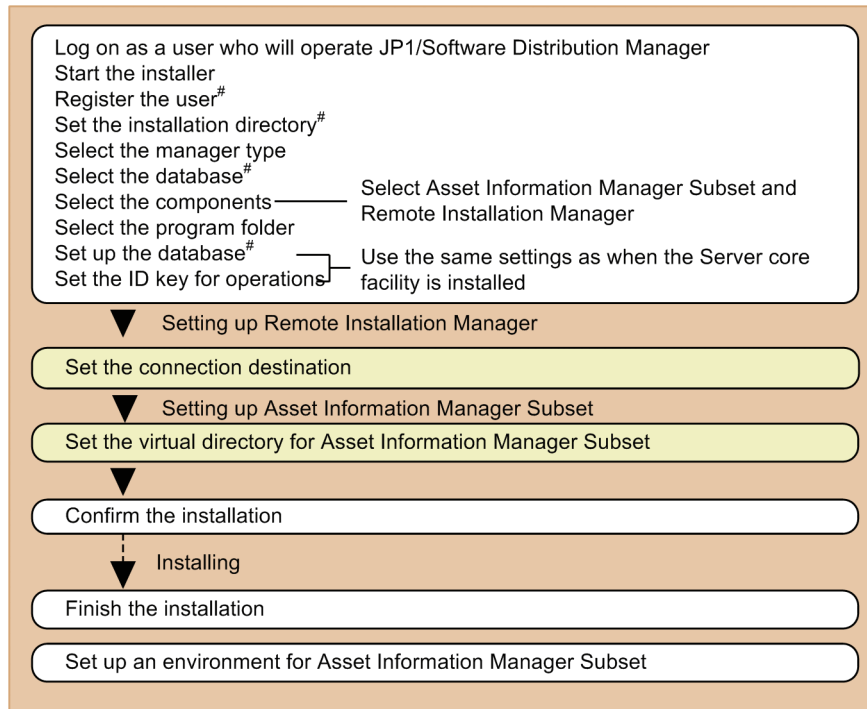 Log on as a user who will operate JP1/Software Distribution Manager
Start the installer
Register the user#
Set the installation directory#
Select the manager type
Select the database#
Select the components
Select Asset Information Manager Subset and
Remote Installation Manager
Select the program folder
Set up the database#
Set the ID key for operations
Use the same settings as when the Server core
facility is installed
Setting up Remote Installation Manager
Set the connection destination
Setting up Asset Information Manager Subset
Set the virtual directory for Asset Information Manager Subset
Confirm the installation
Installing
Finish the installation
Set up an environment for Asset Information Manager Subset